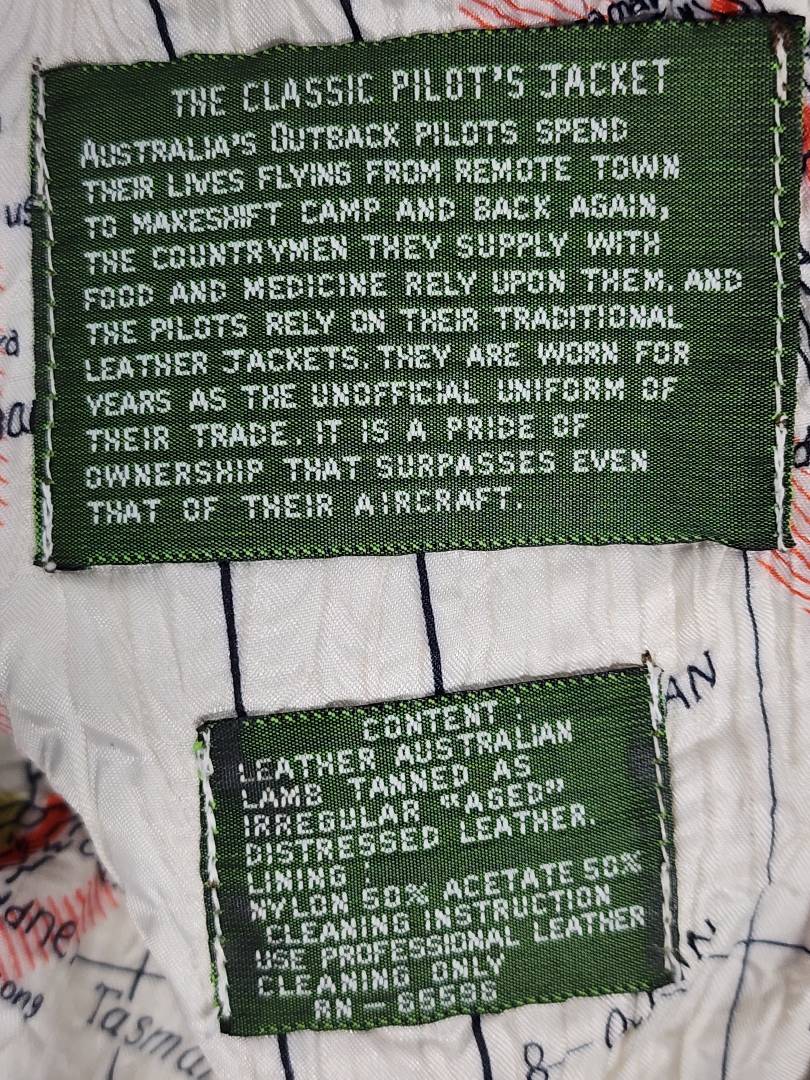 THE CLASSIC PILOT'S JACKET
AUSTRALIA'S OUTBACK PILOTS SPEND
THEIR LIVES FLYING FROM REMOTE TOWN
TO MAKESHIFT CAMP AND BACK AGAIN,
THE COUNTRYMEN THEY SUPPLY WITH
FOOD AND MEDICINE RELY UPON THEM. AND
THE PILOTS RELY ON THEIR TRADITIONAL
LEATHER JACKETS. THEY ARE WORN FOR
YEARS AS THE UNOFFICIAL UNIFORM OF
THEIR TRADE. IT IS A PRIDE OF
OWNERSHIP THAT SURPASSES EVEN
THAT OF THEIR AIRCRAFT.
AN
CONTENT :
LEATHER AUSTRALIAN
LAMB TANNED AS
IRREGULAR "AGED"
DISTRESSED LEATHER.
LINING :
NYLON 50% ACETATE 50%
CLEANING INSTRUCTION
USE PROFESSIONAL LEATHER
CLEANING ONLY
RN -
dney
ong
Tasma
8-